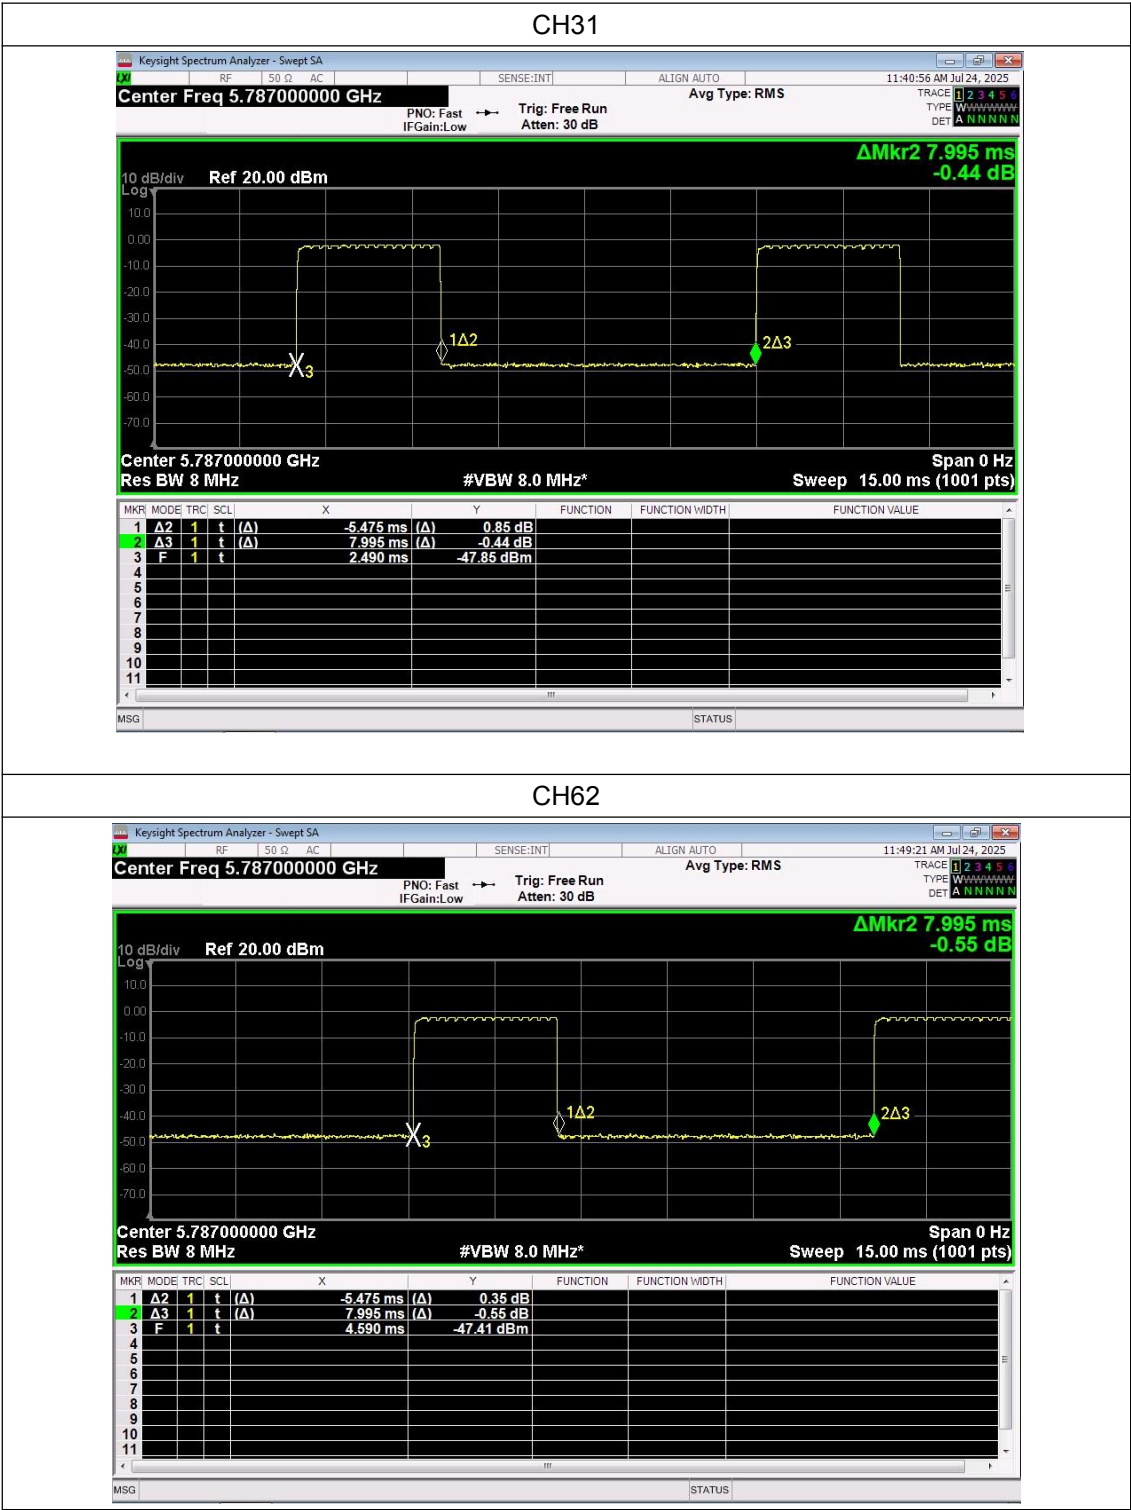 CH31
Keysight Spectrum Analyzer - Swept SA
LXI RF 50 Ω AC SENSE:INT ALIGN AUTO 11:40:56 AM Jul 24, 2025
Center Freq 5.787000000 GHz
PNO: Fast
IFGain:Low
Trig: Free Run
Atten: 30 dB
Avg Type: RMS
TRACE 1 2 3 4 5 6
TYPE WWWWWW
DET A N N N N N
ΔMkr2 7.995 ms
-0.44 dB
10 dB/div Ref 20.00 dBm
Log
10.0
0.00
-10.0
-20.0
-30.0
-40.0
-50.0
-60.0
-70.0
3
1Δ2
2Δ3
Center 5.787000000 GHz Span 0 Hz
Res BW 8 MHz #VBW 8.0 MHz* Sweep 15.00 ms (1001 pts)
MKR MODE TRC SCL X Y FUNCTION FUNCTION WIDTH FUNCTION VALUE
1 Δ2 1 t (Δ) -5.475 ms (Δ) 0.85 dB
2 Δ3 1 t (Δ) 7.995 ms (Δ) -0.44 dB
3 F 1 t 2.490 ms -47.85 dBm
4
5
6
7
8
9
10
11
MSG STATUS
CH62
Keysight Spectrum Analyzer - Swept SA
LXI RF 50 Ω AC SENSE:INT ALIGN AUTO 11:49:21 AM Jul 24, 2025
Center Freq 5.787000000 GHz
PNO: Fast
IFGain:Low
Trig: Free Run
Atten: 30 dB
Avg Type: RMS
TRACE 1 2 3 4 5 6
TYPE WWWWWW
DET A N N N N N
ΔMkr2 7.995 ms
-0.55 dB
10 dB/div Ref 20.00 dBm
Log
10.0
0.00
-10.0
-20.0
-30.0
-40.0
-50.0
-60.0
-70.0
3
1Δ2
2Δ3
Center 5.787000000 GHz Span 0 Hz
Res BW 8 MHz #VBW 8.0 MHz* Sweep 15.00 ms (1001 pts)
MKR MODE TRC SCL X Y FUNCTION FUNCTION WIDTH FUNCTION VALUE
1 Δ2 1 t (Δ) -5.475 ms (Δ) 0.35 dB
2 Δ3 1 t (Δ) 7.995 ms (Δ) -0.55 dB
3 F 1 t 4.590 ms -47.41 dBm
4
5
6
7
8
9
10
11
MSG STATUS